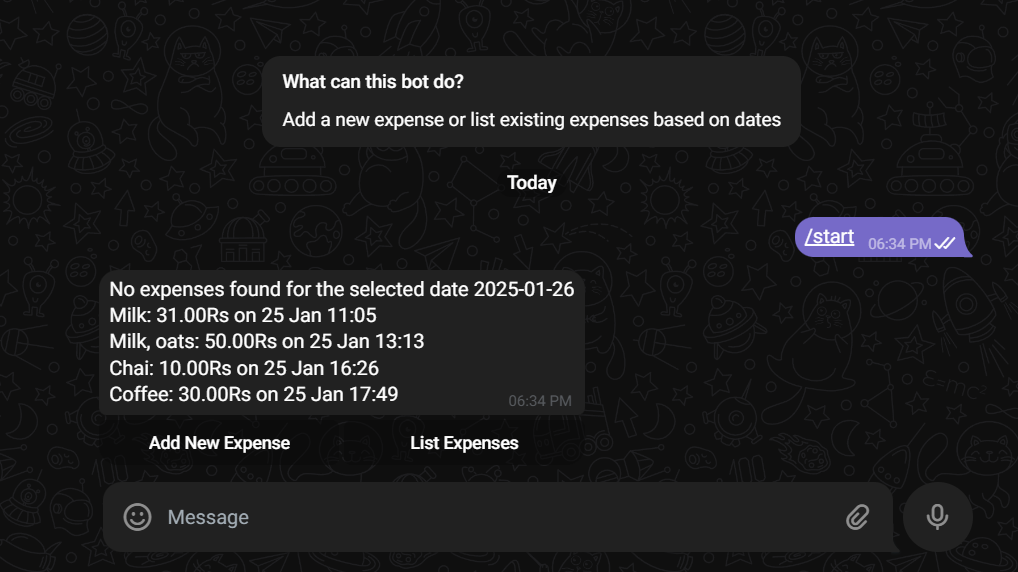 What can this bot do?
Add a new expense or list existing expenses based on dates
Today
/start 06:34 PM
No expenses found for the selected date 2025-01-26
Milk: 31.00Rs on 25 Jan 11:05
Milk, oats: 50.00Rs on 25 Jan 13:13
Chai: 10.00Rs on 25 Jan 16:26
Coffee: 30.00Rs on 25 Jan 17:49
06:34 PM
Add New Expense
List Expenses
Message